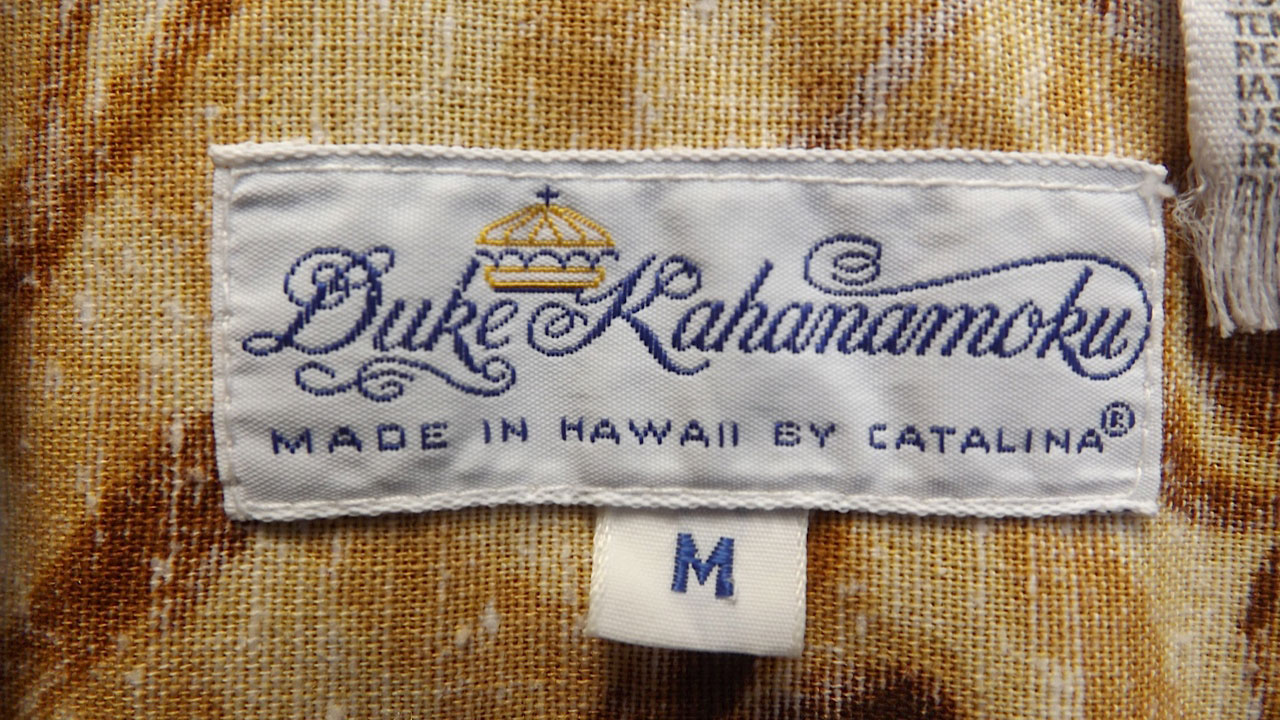 Duke Kahanamoku
MADE IN HAWAII BY CATALINA®
M